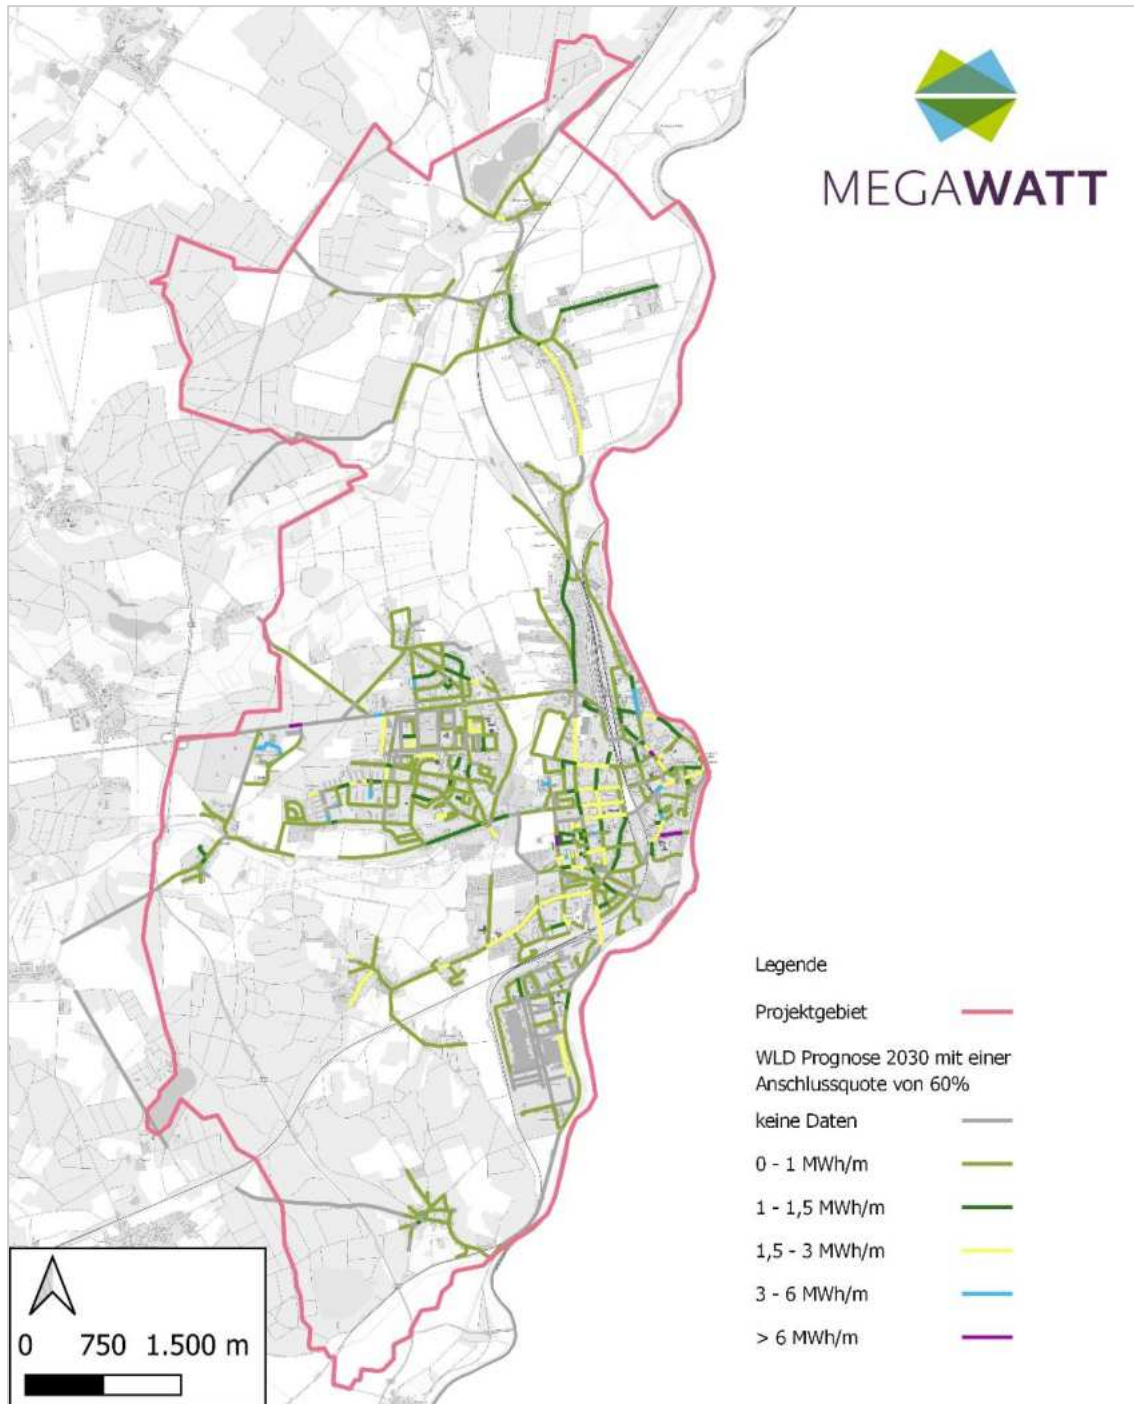 MEGAWATT
Legende
Projektgebiet
WLD Prognose 2030 mit einer
Anschlussquote von 60%
keine Daten
0 - 1 MWh/m
1 - 1,5 MWh/m
1,5 - 3 MWh/m
3 - 6 MWh/m
> 6 MWh/m
0 750 1.500 m